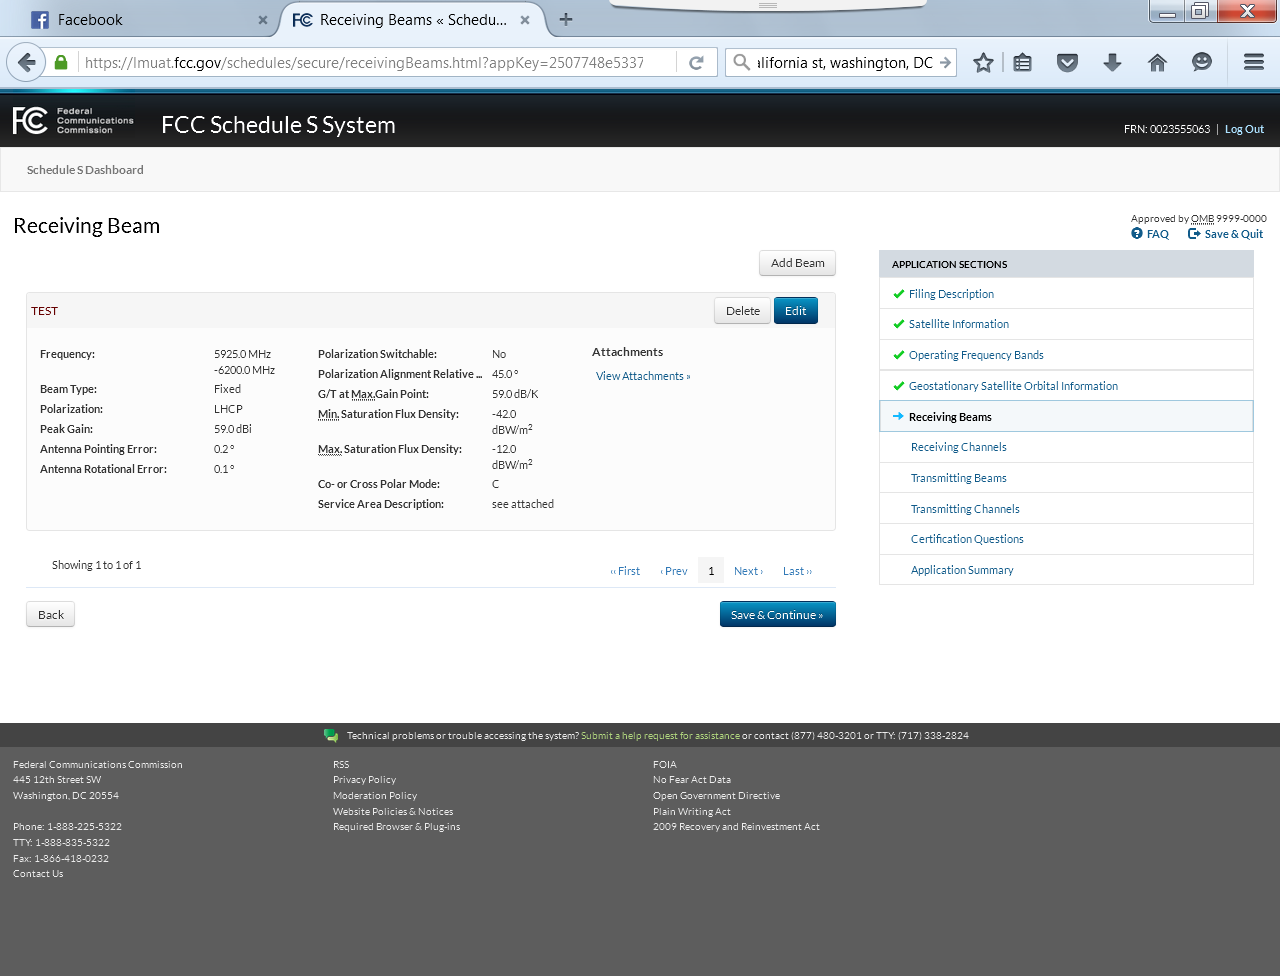 Facebook
Receiving Beams « Schedu...
https://lmuat.fcc.gov/schedules/secure/receivingBeams.html?appKey=2507748e5337
alifornia st, washington, DC
FCC Federal Communications Commission
FCC Schedule S System
FRN: 0023555063 | Log Out
Schedule S Dashboard
Receiving Beam
Approved by OMB 9999-0000
FAQ Save & Quit
Add Beam
TEST
Delete Edit
Frequency: 5925.0 MHz
-6200.0 MHz
Beam Type: Fixed
Polarization: LHCP
Peak Gain: 59.0 dBi
Antenna Pointing Error: 0.2 °
Antenna Rotational Error: 0.1 °
Polarization Switchable: No
Polarization Alignment Relative ... 45.0 °
G/T at Max.Gain Point: 59.0 dB/K
Min. Saturation Flux Density: -42.0
dBW/m2
Max. Saturation Flux Density: -12.0
dBW/m2
Co- or Cross Polar Mode: C
Service Area Description: see attached
Attachments
View Attachments »
Showing 1 to 1 of 1
‹‹ First ‹ Prev 1 Next › Last ››
Back
Save & Continue »
APPLICATION SECTIONS
Filing Description
Satellite Information
Operating Frequency Bands
Geostationary Satellite Orbital Information
Receiving Beams
Receiving Channels
Transmitting Beams
Transmitting Channels
Certification Questions
Application Summary
Technical problems or trouble accessing the system? Submit a help request for assistance or contact (877) 480-3201 or TTY: (717) 338-2824
Federal Communications Commission
445 12th Street SW
Washington, DC 20554
Phone: 1-888-225-5322
TTY: 1-888-835-5322
Fax: 1-866-418-0232
Contact Us
RSS
Privacy Policy
Moderation Policy
Website Policies & Notices
Required Browser & Plug-ins
FOIA
No Fear Act Data
Open Government Directive
Plain Writing Act
2009 Recovery and Reinvestment Act